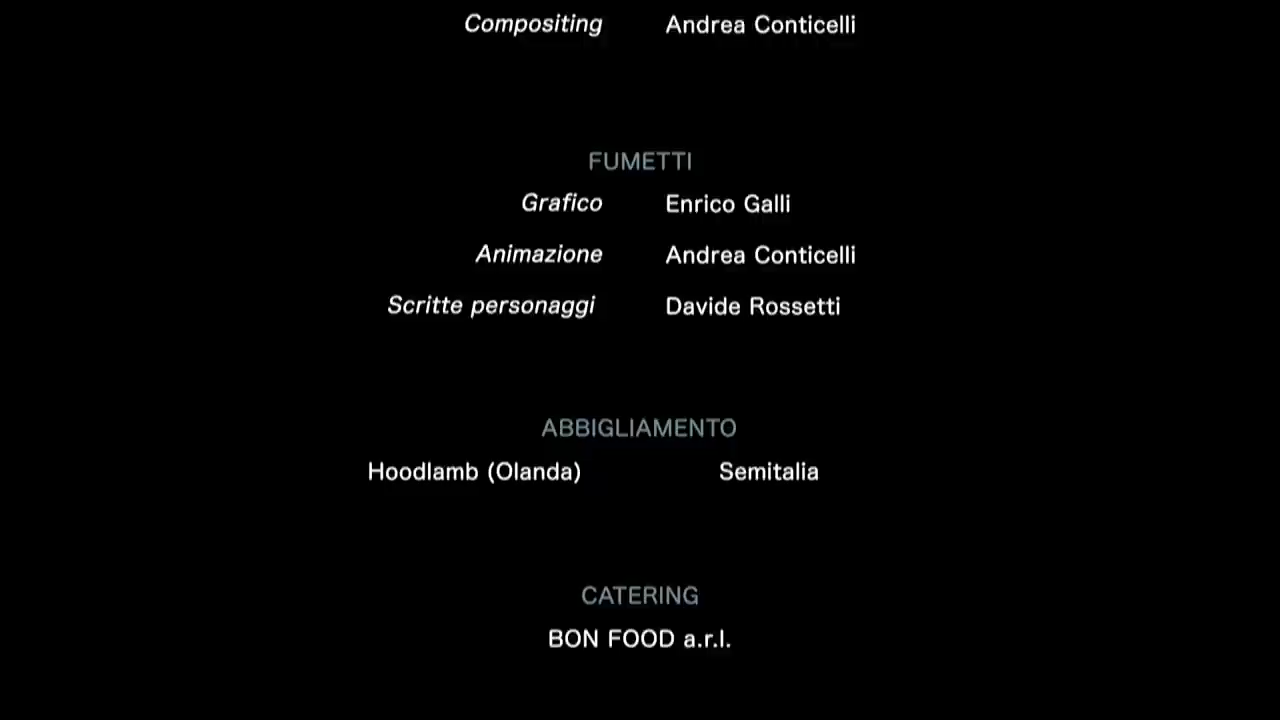 Compositing Andrea Conticelli
FUMETTI
Grafico Enrico Galli
Animazione Andrea Conticelli
Scritte personaggi Davide Rossetti
ABBIGLIAMENTO
Hoodlamb (Olanda) Semitalia
CATERING
BON FOOD a.r.l.